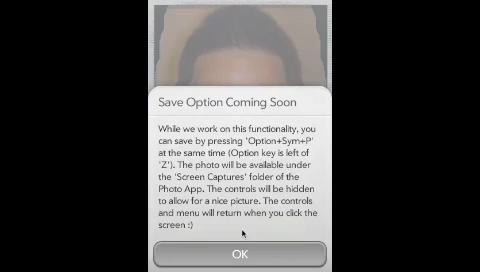 Save Option Coming Soon
While we work on this functionality, you
can save by pressing 'Option+Sym+P'
at the same time (Option key is left of
'Z'). The photo will be available under
the 'Screen Captures' folder of the
Photo App. The controls will be hidden
to allow for a nice picture. The controls
and menu will return when you click the
screen :)
OK